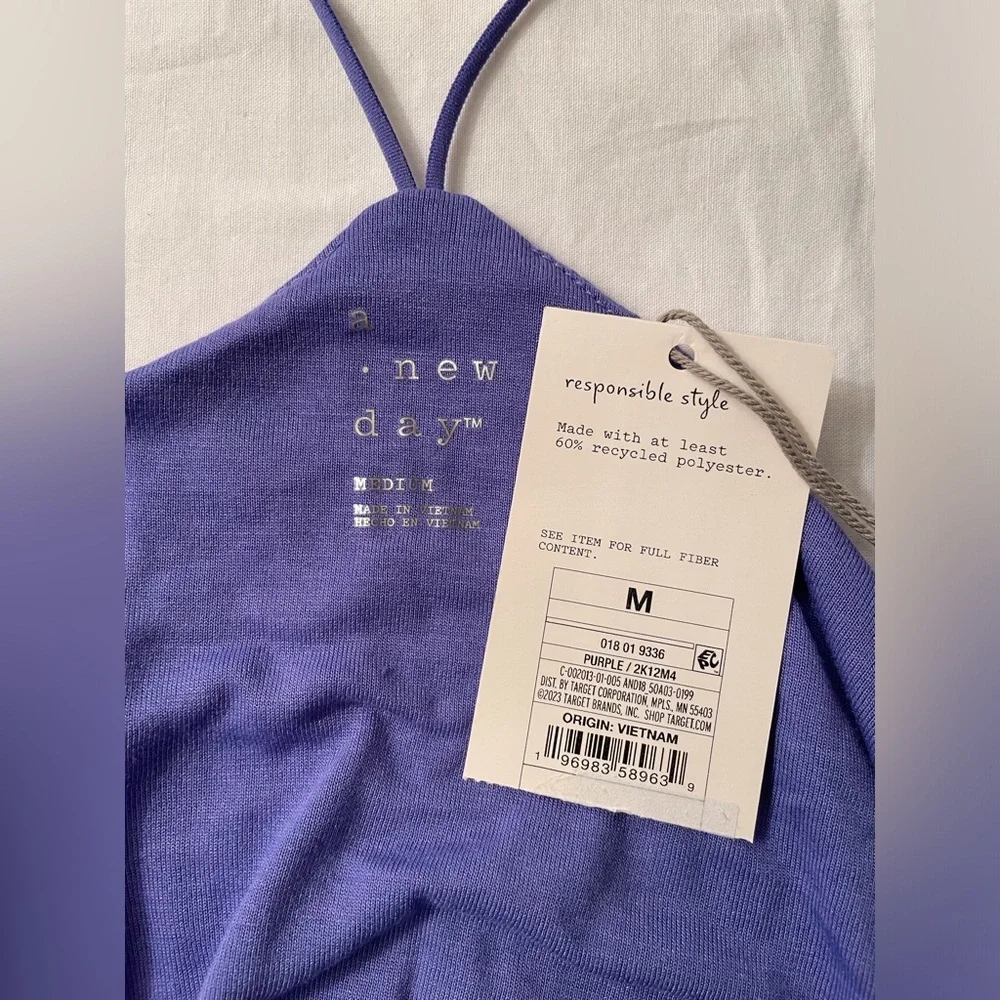 a
· new
day™
MEDIUM
MADE IN VIETNAM
HECHO EN VIETNAM
responsible style
Made with at least
60% recycled polyester.
SEE ITEM FOR FULL FIBER
CONTENT.
M
018 01 9336
PURPLE / 2K12M4
C-002013-01-005 AND18 50A03-0199
DIST. BY TARGET CORPORATION, MPLS, MN 55403
©2023 TARGET BRANDS, INC. SHOP TARGET.COM
ORIGIN: VIETNAM
1 96983 58963 9